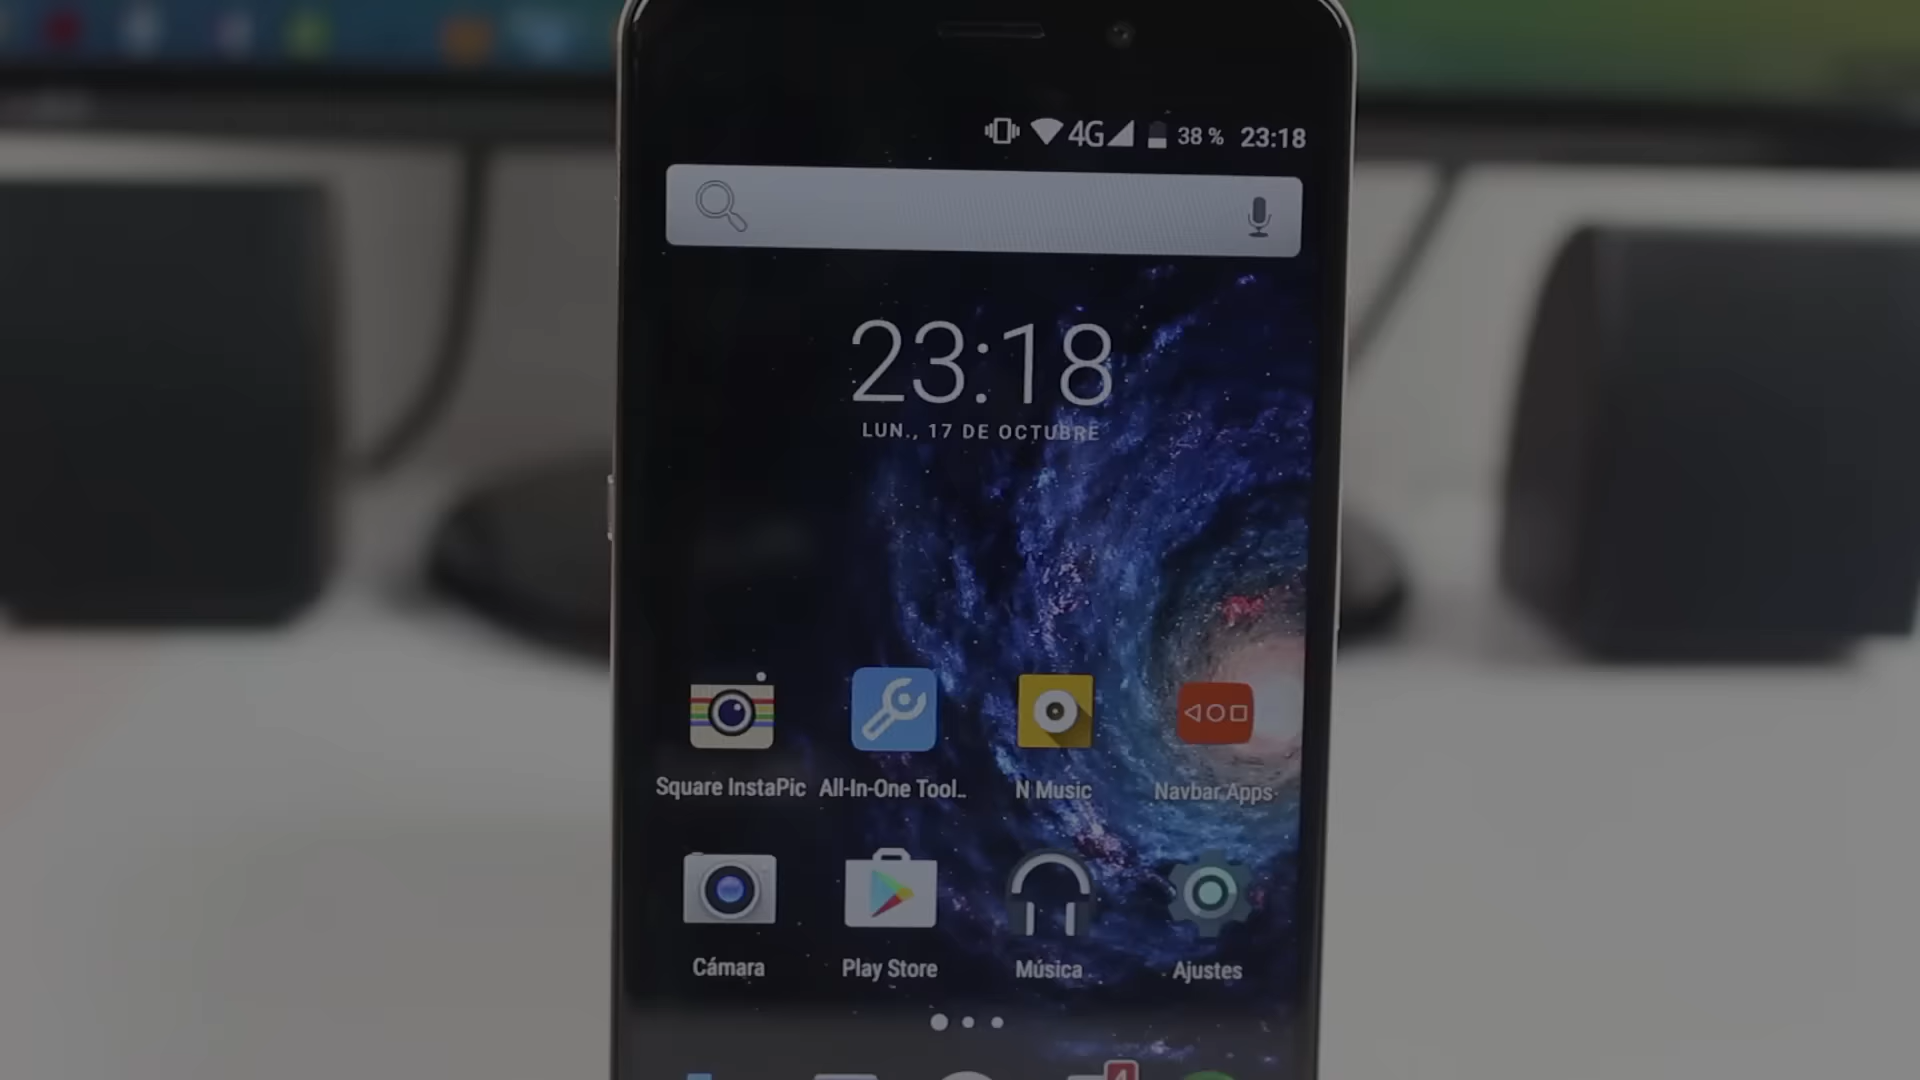 4G 38 % 23:18
23:18
LUN., 17 DE OCTUBRE
Square InstaPic All-In-One Tool.. N Music Navbar Apps
Cámara Play Store Música Ajustes
4